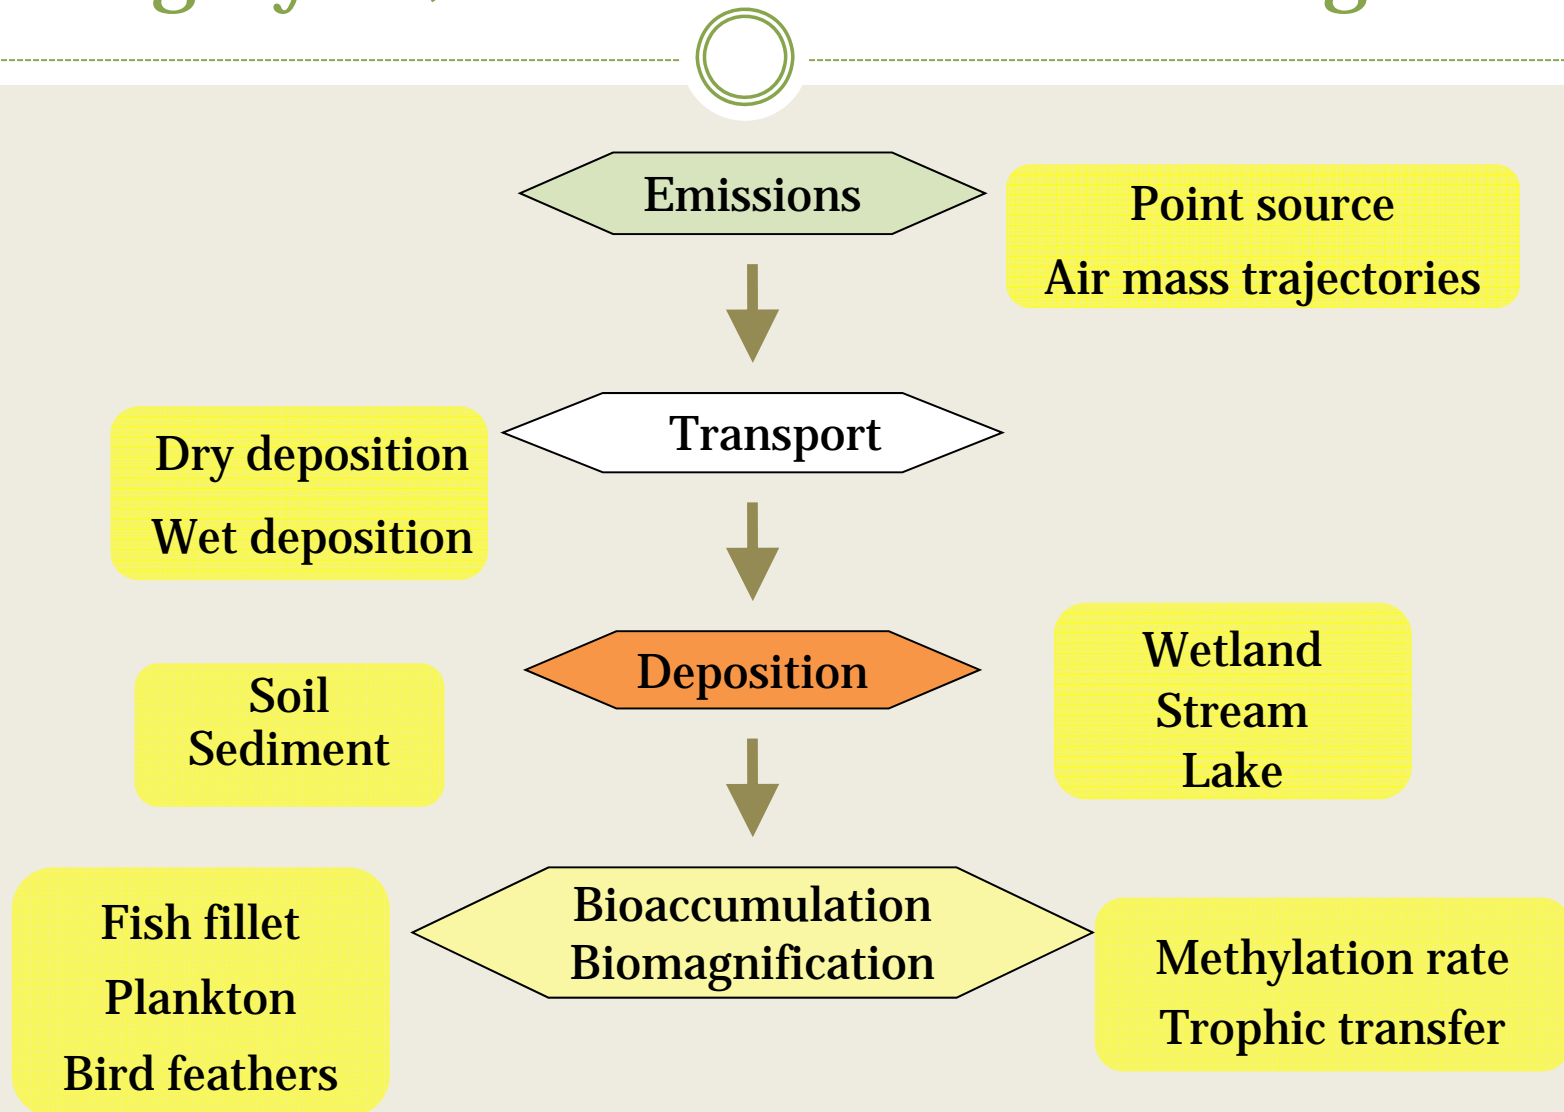 Emissions
Point source
Air mass trajectories
Transport
Dry deposition
Wet deposition
Deposition
Soil
Sediment
Wetland
Stream
Lake
Bioaccumulation
Biomagnification
Fish fillet
Plankton
Bird feathers
Methylation rate
Trophic transfer